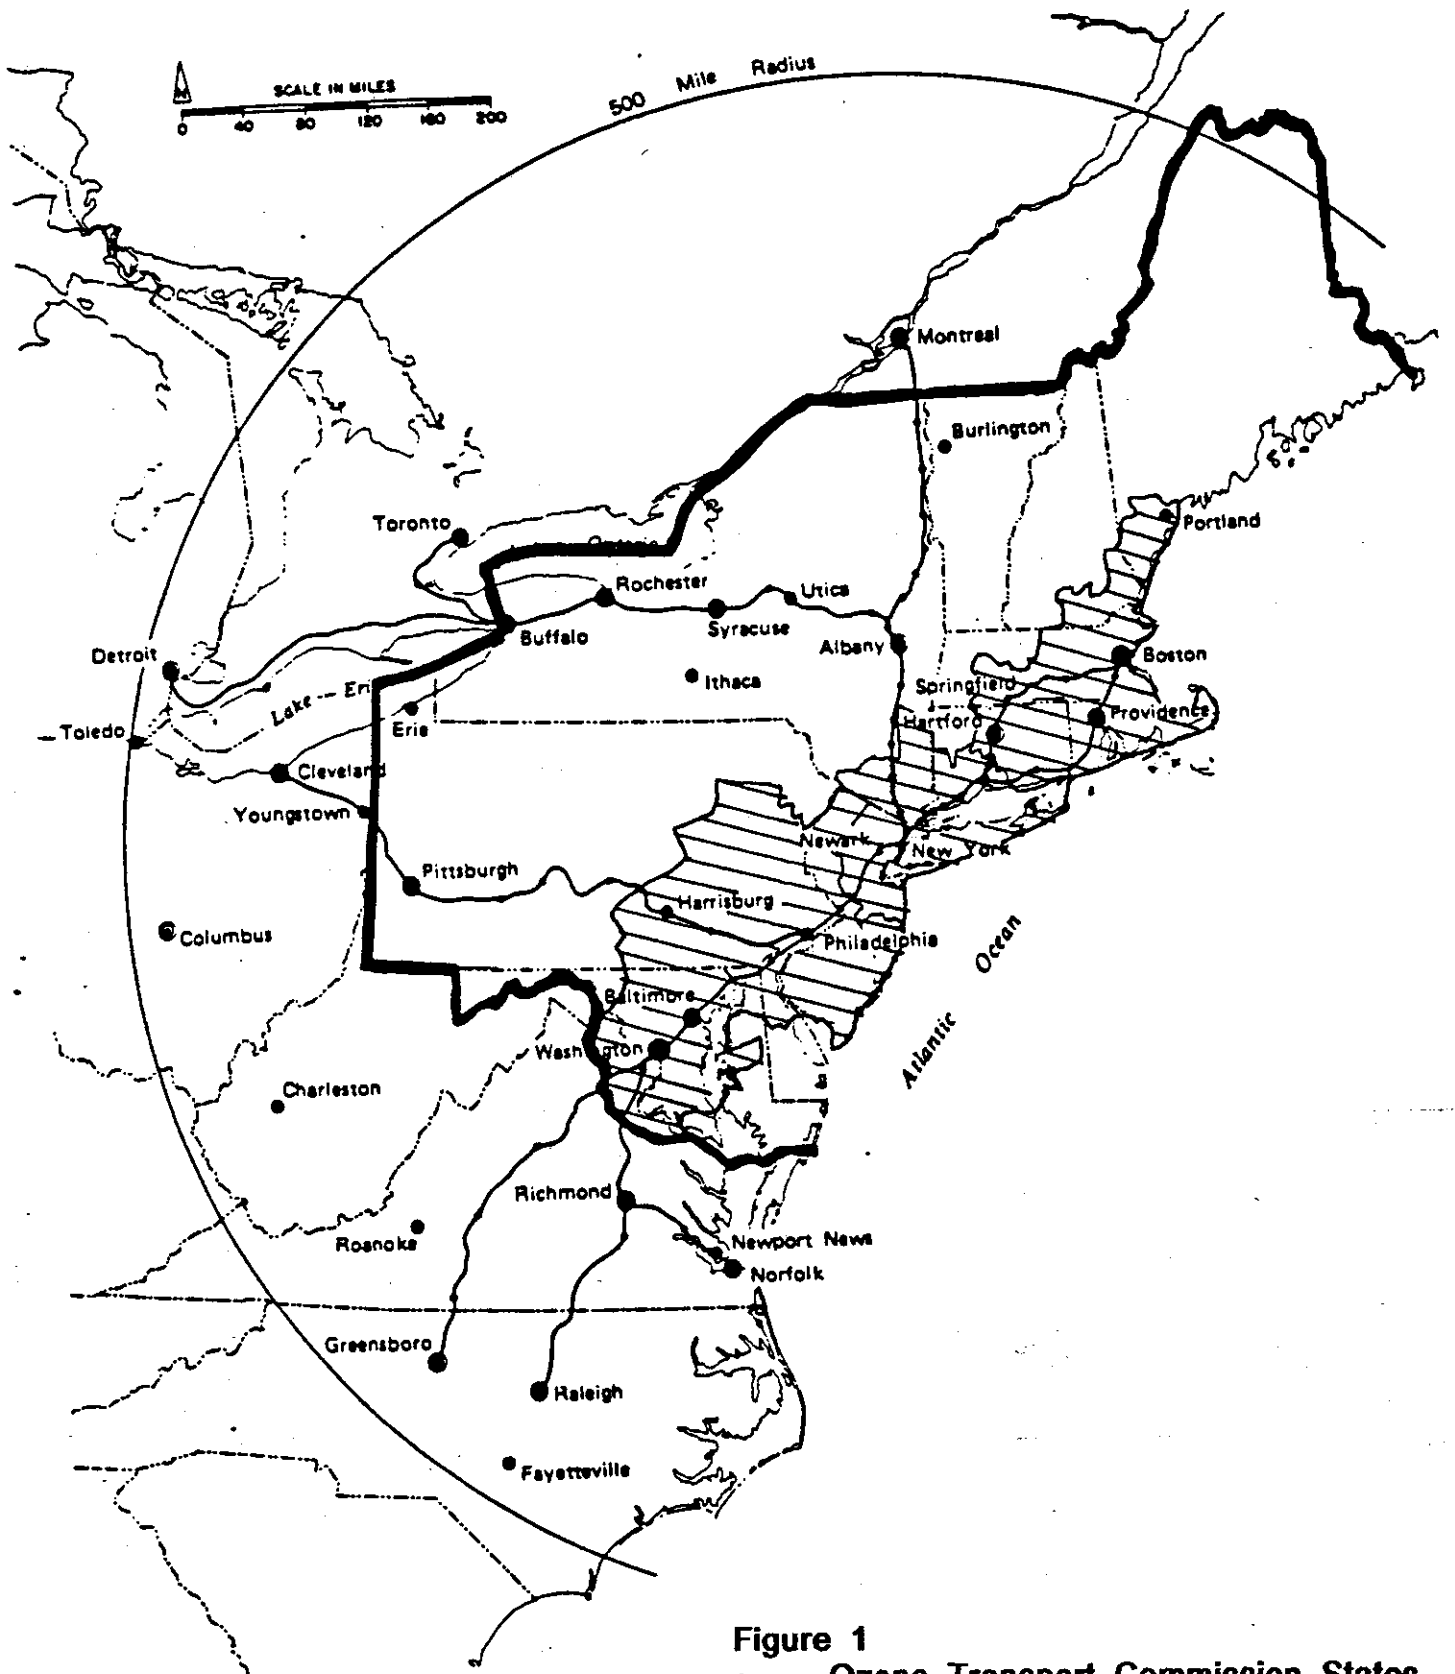 SCALE IN MILES
0 40 80 120 160 200
500 Mile Radius
Montreal
Burlington
Portland
Toronto
Ontario
Rochester
Utica
Syracuse
Buffalo
Albany
Boston
Detroit
Ithaca
Springfield
Lake Erie
Providence
Hartford
Toledo
Erie
Cleveland
Youngstown
Newark
New York
Pittsburgh
Harrisburg
Columbus
Philadelphia
Atlantic Ocean
Baltimore
Washington
Charleston
Richmond
Roanoke
Newport News
Norfolk
Greensboro
Raleigh
Fayetteville
Figure 1
Ozone Transport Commission States